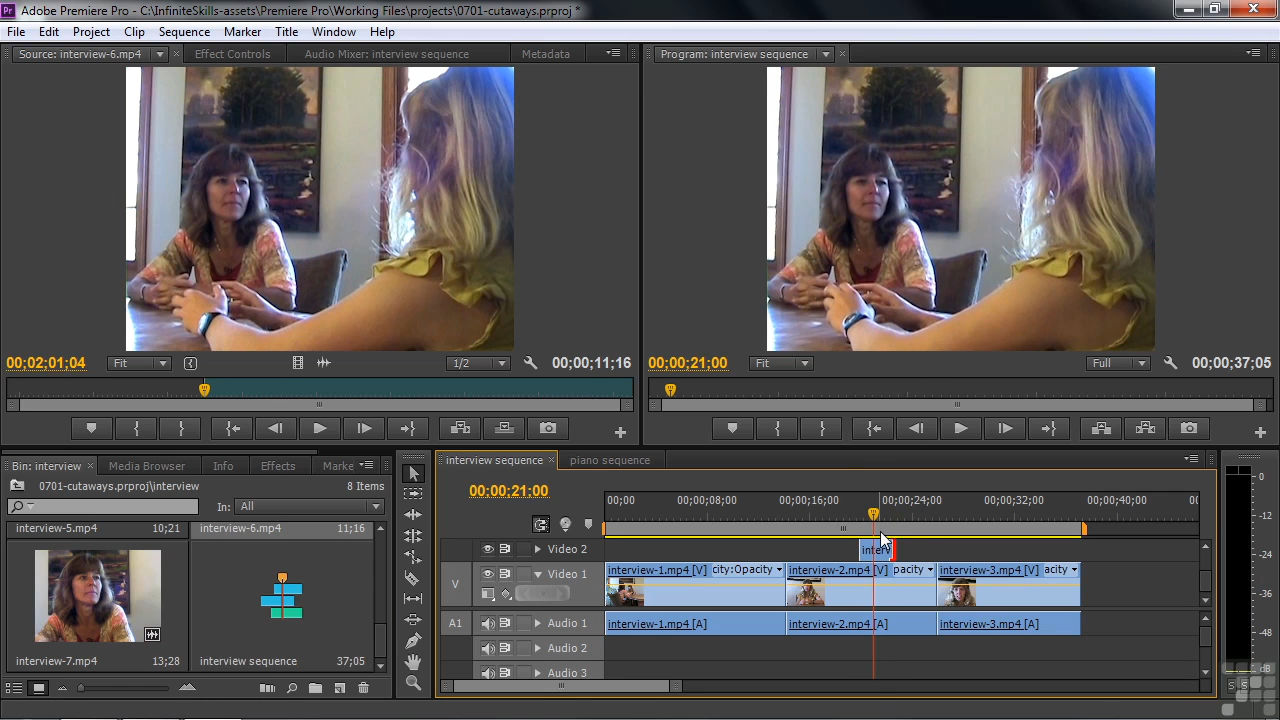 Pr Adobe Premiere Pro - C:\InfiniteSkills-assets\Premiere Pro\Working Files\projects\0701-cutaways.prproj *
File Edit Project Clip Sequence Marker Title Window Help
Source: interview-6.mp4 Effect Controls Audio Mixer: interview sequence Metadata
Program: interview sequence
00;02;01;04 Fit 1/2 00;00;11;16
00;00;21;00 Fit Full 00;00;37;05
Bin: interview Media Browser Info Effects Marke
0701-cutaways.prproj\interview 8 Items
In: All
interview-5.mp4 10;21 interview-6.mp4 11;16
interview-7.mp4 13;28 interview sequence 37;05
interview sequence piano sequence
00;00;21;00
00;00 00;00;08;00 00;00;16;00 00;00;24;00 00;00;32;00 00;00;40;00 00
Video 2 interv
V Video 1 interview-1.mp4 [V] city:Opacity interview-2.mp4 [V] pacity interview-3.mp4 [V] acity
A1 Audio 1 interview-1.mp4 [A] interview-2.mp4 [A] interview-3.mp4 [A]
Audio 2
Audio 3
0
-12
-24
-36
dB
S S